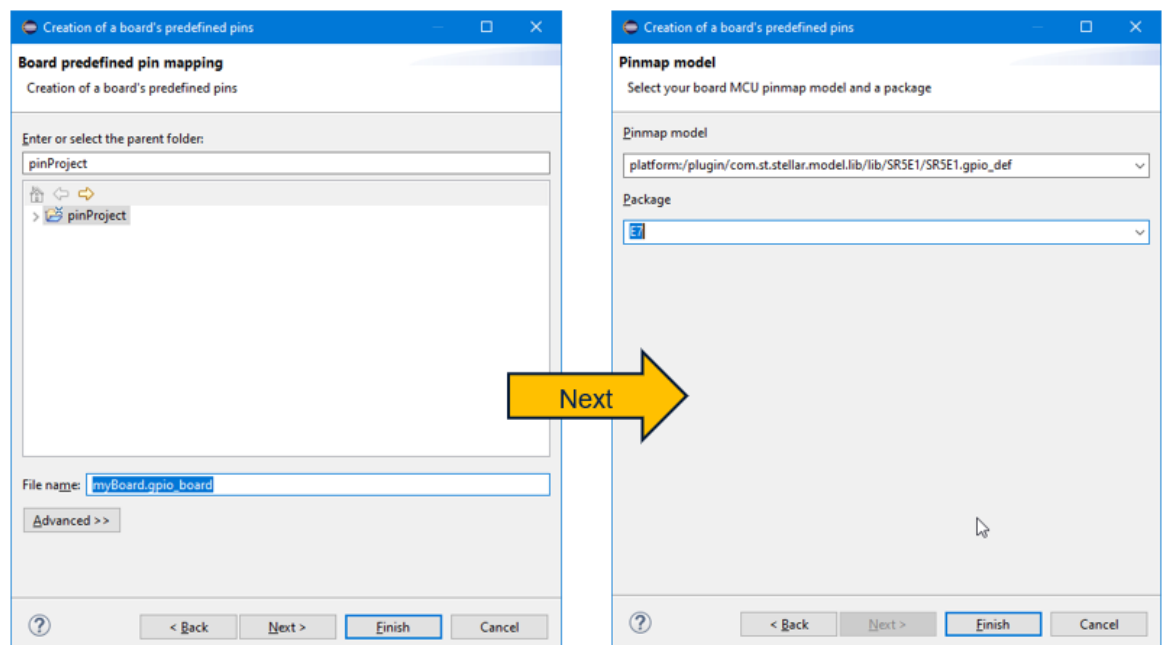 Creation of a board's predefined pins
Board predefined pin mapping
Creation of a board's predefined pins
Enter or select the parent folder:
pinProject
pinProject
File name: myBoard.gpio_board
Advanced >>
< Back Next > Finish Cancel
Next
Creation of a board's predefined pins
Pinmap model
Select your board MCU pinmap model and a package
Pinmap model
platform:/plugin/com.st.stellar.model.lib/lib/SR5E1/SR5E1.gpio_def
Package
E7
< Back Next > Finish Cancel